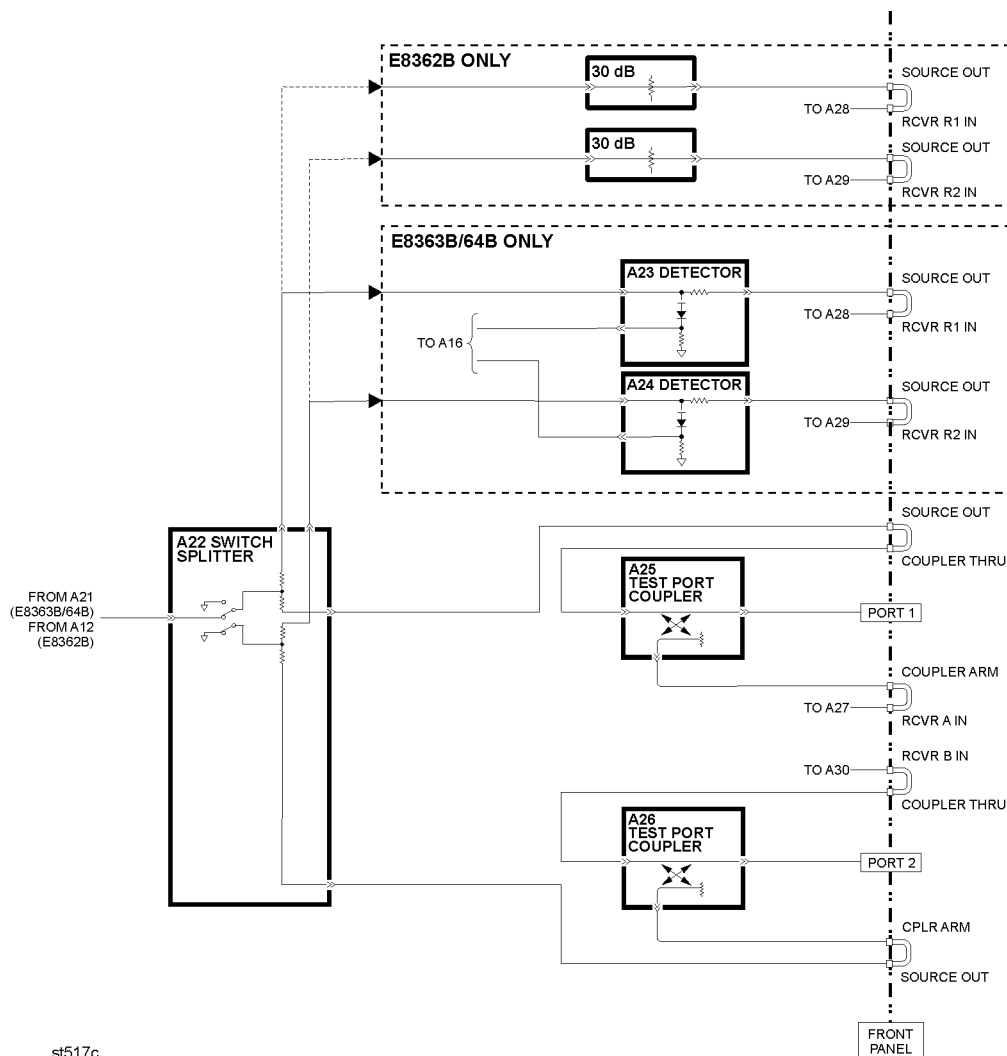 E8362B ONLY
30 dB
SOURCE OUT
TO A28
RCVR R1 IN
30 dB
SOURCE OUT
TO A29
RCVR R2 IN
E8363B/64B ONLY
A23 DETECTOR
SOURCE OUT
TO A28
RCVR R1 IN
TO A16
A24 DETECTOR
SOURCE OUT
TO A29
RCVR R2 IN
SOURCE OUT
COUPLER THRU
A22 SWITCH
SPLITTER
A25
TEST PORT
COUPLER
FROM A21
(E8363B/64B)
FROM A12
(E8362B)
PORT 1
COUPLER ARM
TO A27
RCVR A IN
RCVR B IN
TO A30
COUPLER THRU
A26
TEST PORT
COUPLER
PORT 2
CPLR ARM
SOURCE OUT
FRONT
PANEL
st517c